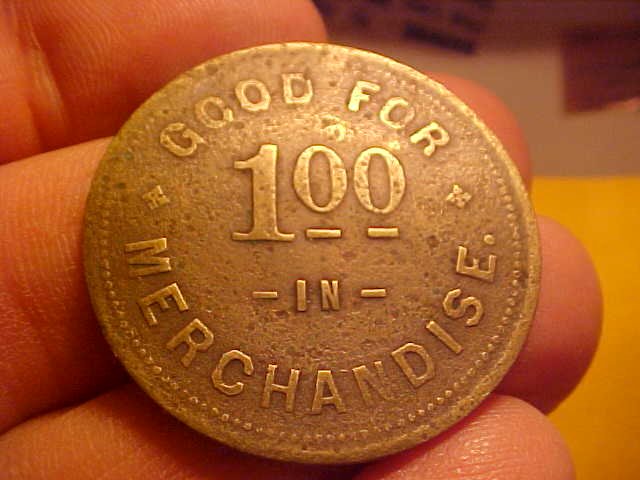 GOOD FOR
100
- IN -
MERCHANDISE.